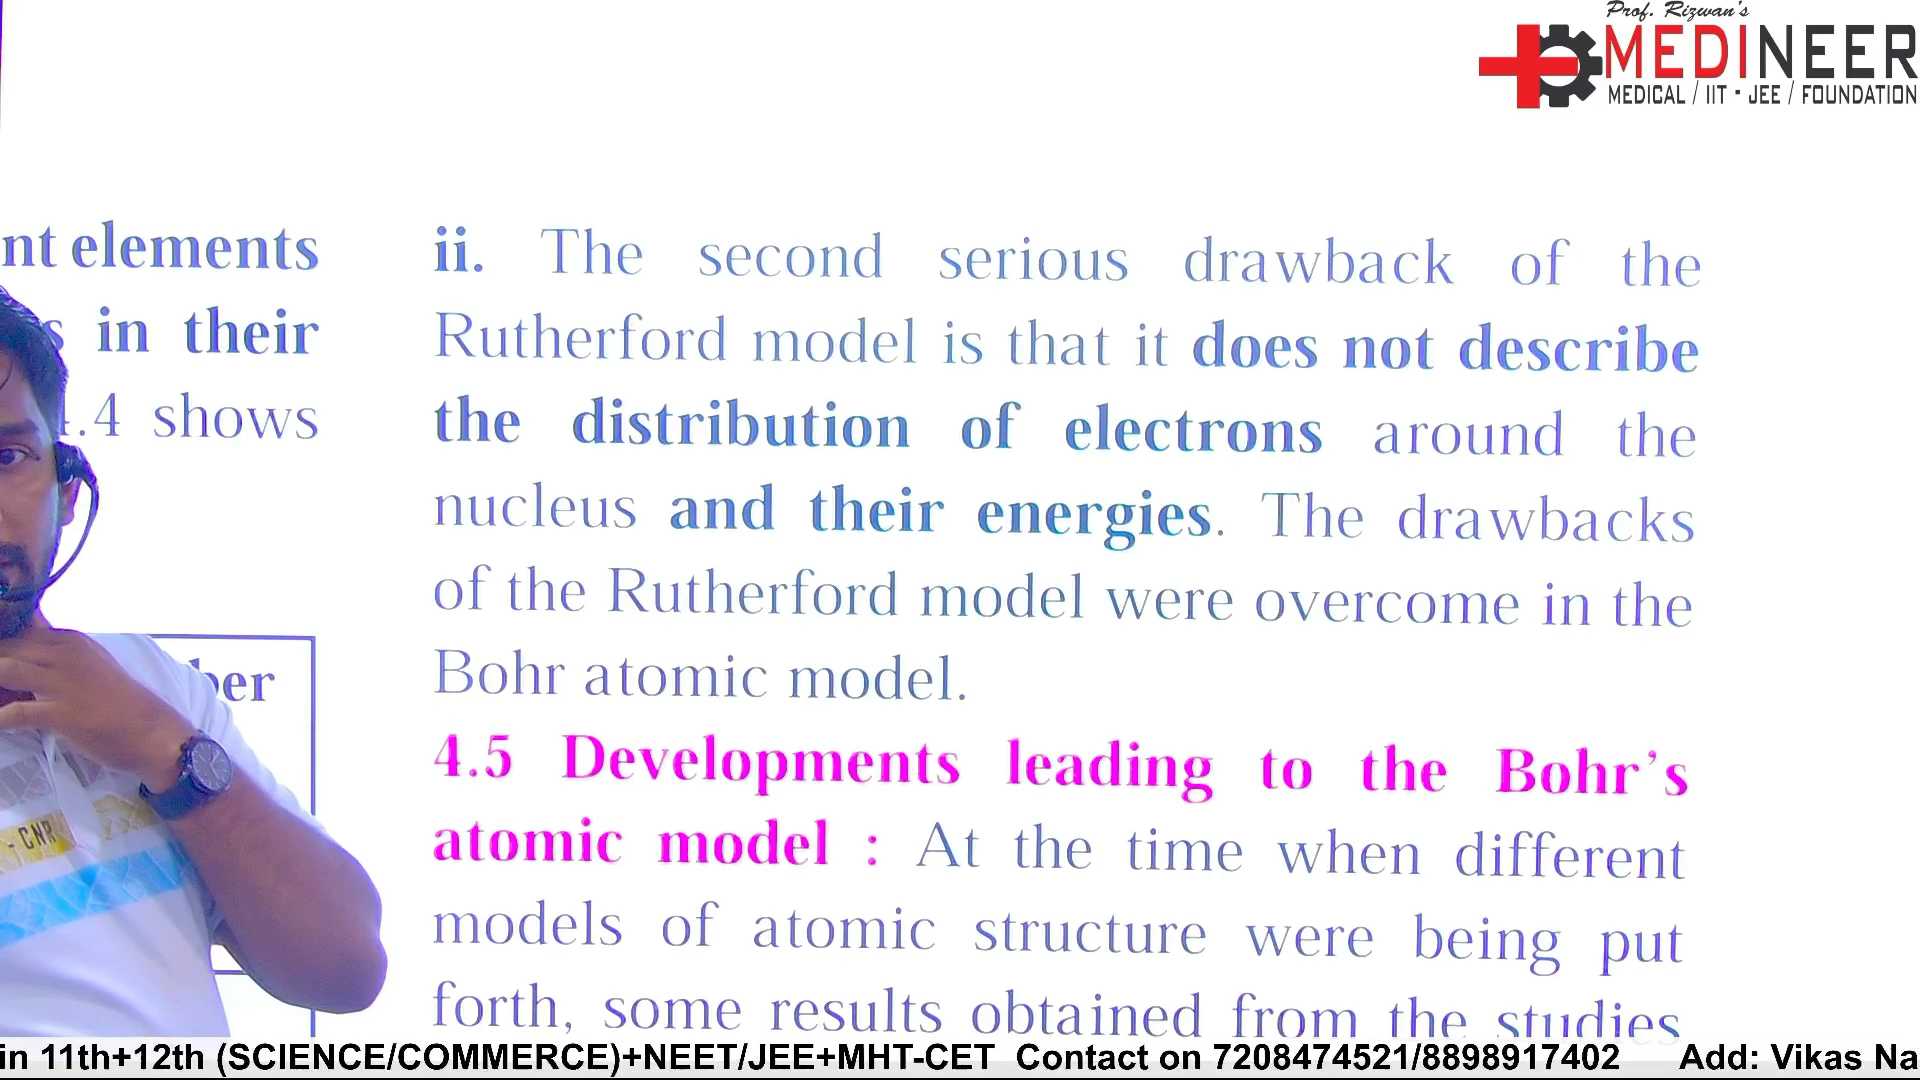 Prof. Rizwan's
MEDINEER
MEDICAL / IIT - JEE / FOUNDATION
nt elements
s in their
.4 shows
ber
ii. The second serious drawback of the
Rutherford model is that it does not describe
the distribution of electrons around the
nucleus and their energies. The drawbacks
of the Rutherford model were overcome in the
Bohr atomic model.
4.5 Developments leading to the Bohr's
atomic model : At the time when different
models of atomic structure were being put
forth, some results obtained from the studies
- CNR
in 11th+12th (SCIENCE/COMMERCE)+NEET/JEE+MHT-CET Contact on 7208474521/8898917402 Add: Vikas Na